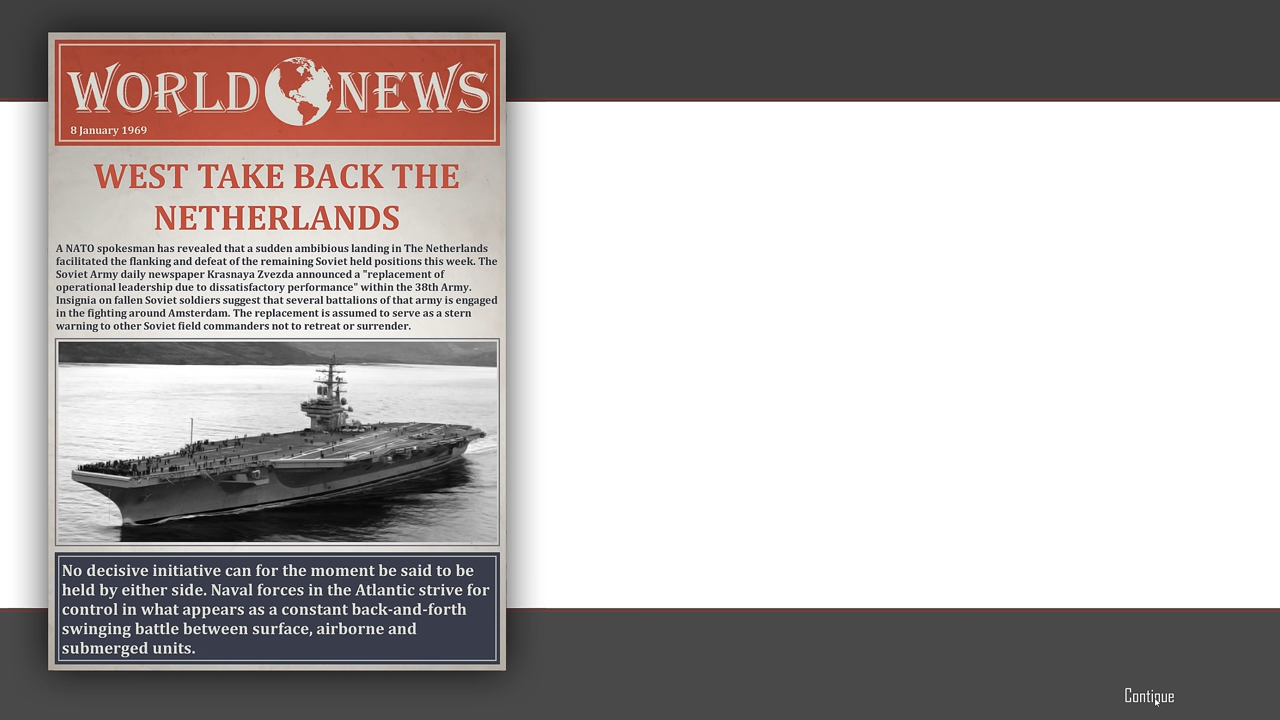 WORLD NEWS
8 January 1969
WEST TAKE BACK THE
NETHERLANDS
A NATO spokesman has revealed that a sudden ambibious landing in The Netherlands
facilitated the flanking and defeat of the remaining Soviet held positions this week. The
Soviet Army daily newspaper Krasnaya Zvezda announced a "replacement of
operational leadership due to dissatisfactory performance" within the 38th Army.
Insignia on fallen Soviet soldiers suggest that several battalions of that army is engaged
in the fighting around Amsterdam. The replacement is assumed to serve as a stern
warning to other Soviet field commanders not to retreat or surrender.
No decisive initiative can for the moment be said to be
held by either side. Naval forces in the Atlantic strive for
control in what appears as a constant back-and-forth
swinging battle between surface, airborne and
submerged units.
Continue